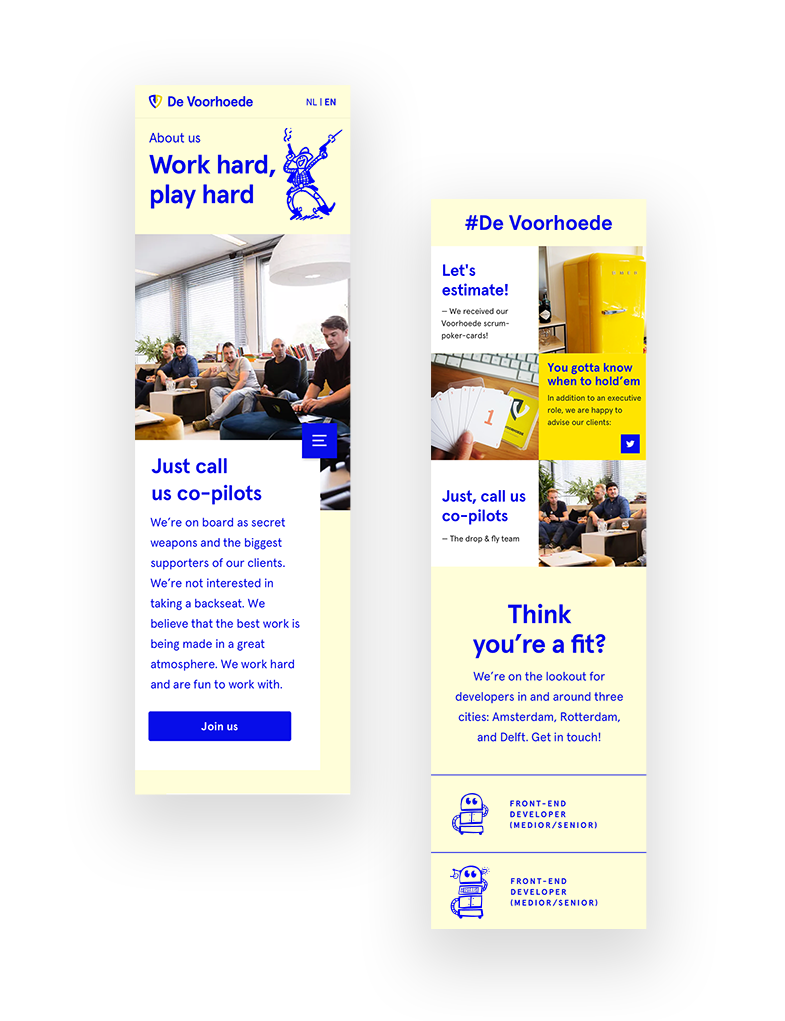 De Voorhoede
NL | EN
About us
Work hard,
play hard
Just call
us co-pilots
We’re on board as secret
weapons and the biggest
supporters of our clients.
We’re not interested in
taking a backseat. We
believe that the best work is
being made in a great
atmosphere. We work hard
and are fun to work with.
Join us
#De Voorhoede
Let's
estimate!
– We received our
Voorhoede scrum-
poker-cards!
SMEG
1
You gotta know
when to hold’em
In addition to an executive
role, we are happy to
advise our clients:
Just, call us
co-pilots
– The drop & fly team
Think
you’re a fit?
We’re on the lookout for
developers in and around three
cities: Amsterdam, Rotterdam,
and Delft. Get in touch!
FRONT-END
DEVELOPER
(MEDIOR/SENIOR)
FRONT-END
DEVELOPER
(MEDIOR/SENIOR)